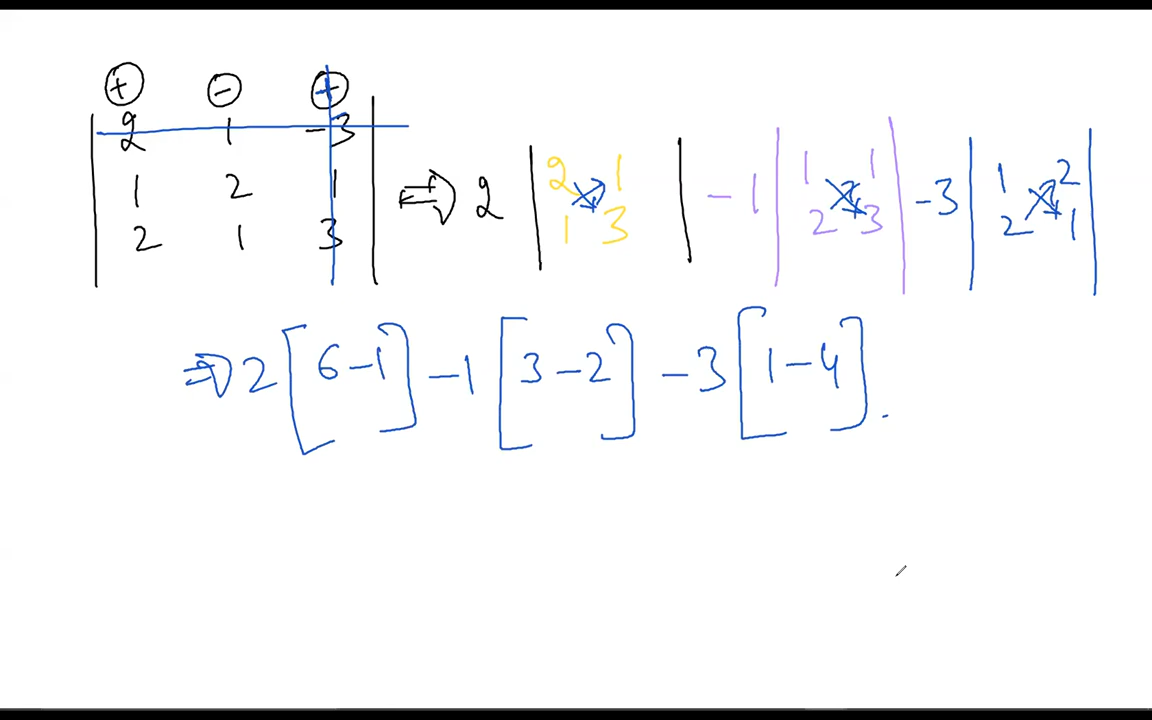 ⊕ ⊖ ⊕
| 2 1 -3 |
| 1 2 1 | ⇒ 2 | 2 1 | - 1 | 1 1 | -3 | 1 2 |
| 2 1 3 | | 1 3 | | 2 3 | | 2 1 |
⇒ 2 [6-1] -1 [3-2] -3 [1-4].